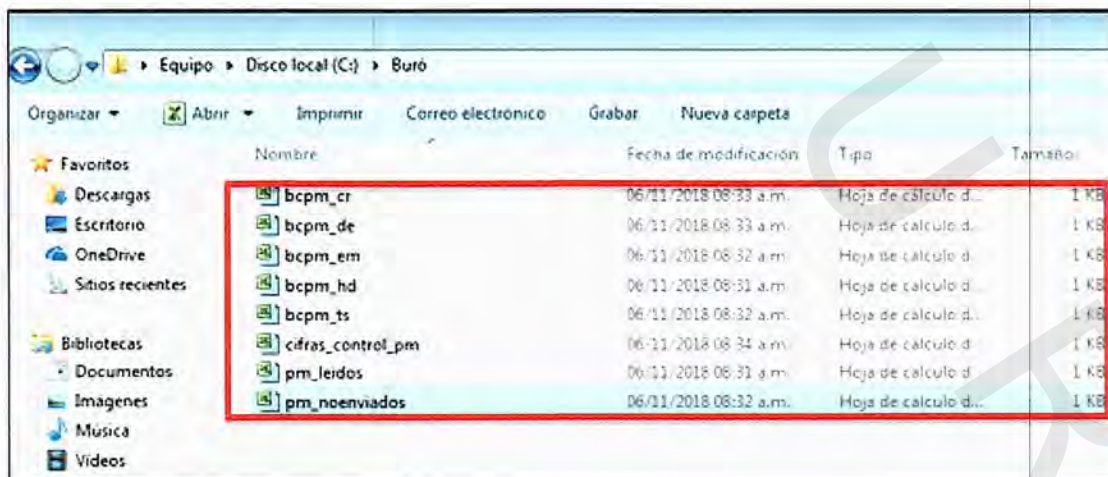 Equipo ▸ Disco local (C:) ▸ Buró
Organizar Abrir Imprimir Correo electrónico Grabar Nueva carpeta
Nombre Fecha de modificación Tipo Tamaño
Favoritos
Descargas
Escritorio
OneDrive
Sitios recientes
Bibliotecas
Documentos
Imágenes
Música
Vídeos
bcpm_cr 06/11/2018 08:33 a.m. Hoja de cálculo d... 1 KB
bcpm_de 06/11/2018 08:33 a.m. Hoja de cálculo d... 1 KB
bcpm_em 06/11/2018 08:32 a.m. Hoja de cálculo d... 1 KB
bcpm_hd 06/11/2018 08:31 a.m. Hoja de cálculo d... 1 KB
bcpm_ts 06/11/2018 08:32 a.m. Hoja de cálculo d... 1 KB
cifras_control_pm 06/11/2018 08:34 a.m. Hoja de cálculo d... 1 KB
pm_leidos 06/11/2018 08:31 a.m. Hoja de cálculo d... 1 KB
pm_noenviados 06/11/2018 08:32 a.m. Hoja de cálculo d... 1 KB